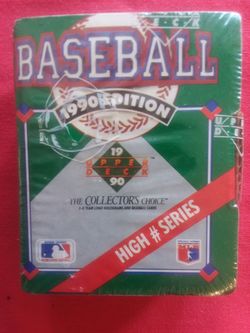 BASEBALL
1990 EDITION
19
UPPER
DECK
90
THE COLLECTOR'S CHOICE
HIGH # SERIES